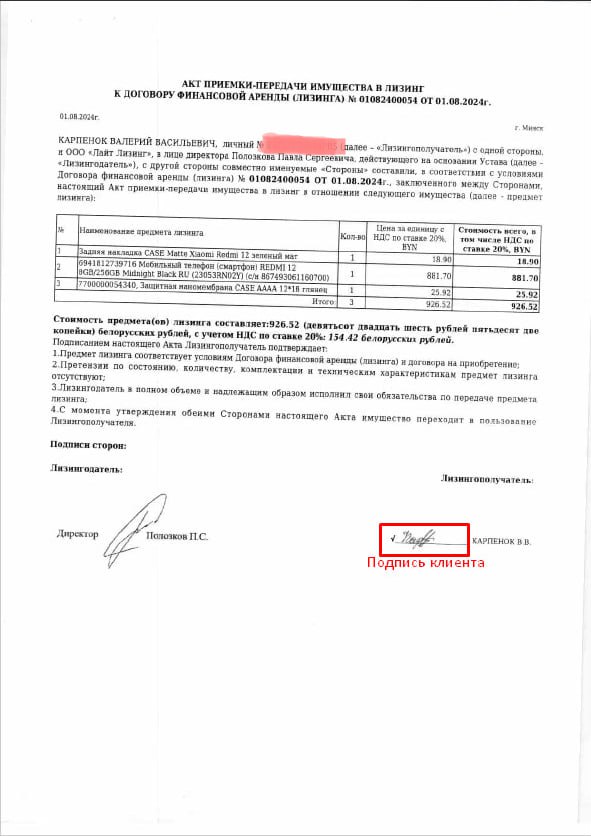 АКТ ПРИЕМКИ-ПЕРЕДАЧИ ИМУЩЕСТВА В ЛИЗИНГ
К ДОГОВОРУ ФИНАНСОВОЙ АРЕНДЫ (ЛИЗИНГА) № 01082400054 ОТ 01.08.2024г.
01.08.2024г.
г. Минск
КАРПЕНОК ВАЛЕРИЙ ВАСИЛЬЕВИЧ, личный № (далее – «Лизингополучатель») с одной стороны,
и ООО «Лайт Лизинг», в лице директора Полозкова Павла Сергеевича, действующего на основания Устава (далее -
«Лизингодатель»), с другой стороны совместно именуемые «Стороны» составили, в соответствии с условиями
Договора финансовой аренды (лизинга) № 01082400054 ОТ 01.08.2024г., заключенного между Сторонами,
настоящий Акт приемки-передачи имущества в лизинг в отношении следующего имущества (далее - предмет
лизинга):
№ Наименование предмета лизинга Кол-во Цена за единицу с НДС по ставке 20%, BYN Стоимость всего, в том числе НДС по ставке 20%, BYN
1 Задняя накладка CASE Matte Xiaomi Redmi 12 зеленый мат 1 18.90 18.90
2 6941812739716 Мобильный телефон (смартфон) REDMI 12 8GB/256GB Midnight Black RU (23053RN02Y) (с/н 867493061160700) 1 881.70 881.70
3 7700000054340, Защитная наномембрана CASE AAAA 12*18 глянец 1 25.92 25.92
Итого: 3 926.52 926.52
Стоимость предмета(ов) лизинга составляет:926.52 (девятьсот двадцать шесть рублей пятьдесят две
копейки) белорусских рублей, с учетом НДС по ставке 20%: 154.42 белорусских рублей.
Подписанием настоящего Акта Лизингополучатель подтверждает:
1.Предмет лизинга соответствует условиям Договора финансовой аренды (лизинга) и договора на приобретение;
2.Претензии по состоянию, количеству, комплектации и техническим характеристикам предмет лизинга
отсутствуют;
3.Лизингодатель в полном объеме и надлежащим образом исполнил свои обязательства по передаче предмета
лизинга;
4.С момента утверждения обеими Сторонами настоящего Акта имущество переходит в пользование
Лизингополучателя.
Подписи сторон:
Лизингодатель:
Лизингополучатель:
Директор Полозков П.С.
КАРПЕНОК В.В.
Подпись клиента